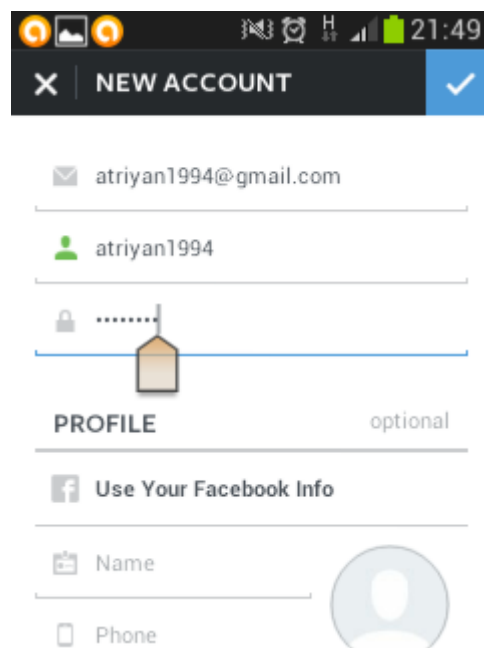 H 21:49
NEW ACCOUNT
atriyan1994@gmail.com
atriyan1994
········
PROFILE optional
Use Your Facebook Info
Name
Phone